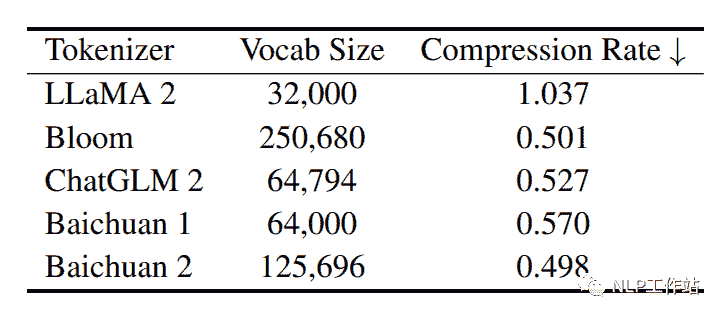 Tokenizer Vocab Size Compression Rate ↓
LLaMA 2 32,000 1.037
Bloom 250,680 0.501
ChatGLM 2 64,794 0.527
Baichuan 1 64,000 0.570
Baichuan 2 125,696 0.498
NLP工作站